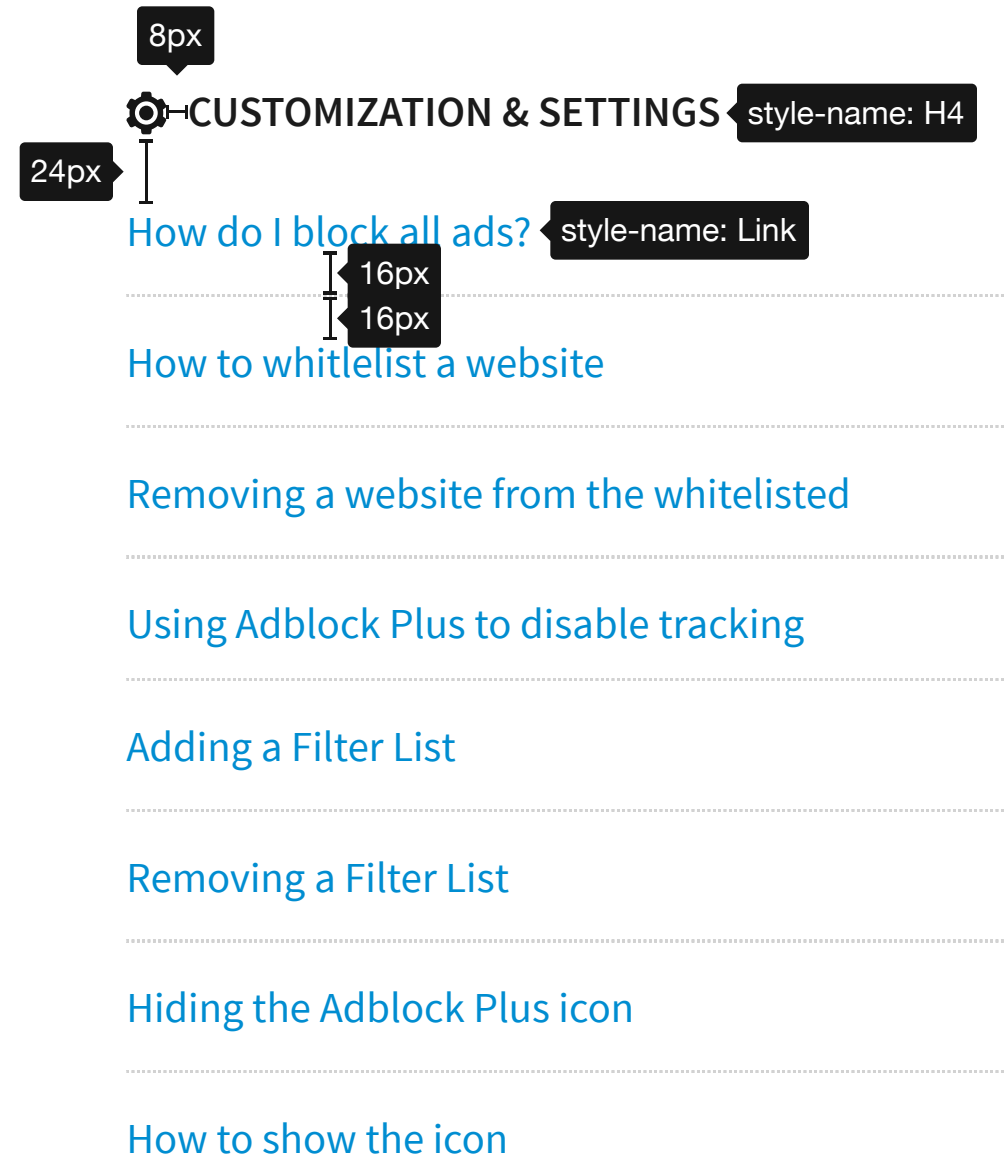 8px
CUSTOMIZATION & SETTINGS style-name: H4
24px
How do I block all ads? style-name: Link
16px
16px
How to whitlelist a website
Removing a website from the whitelisted
Using Adblock Plus to disable tracking
Adding a Filter List
Removing a Filter List
Hiding the Adblock Plus icon
How to show the icon